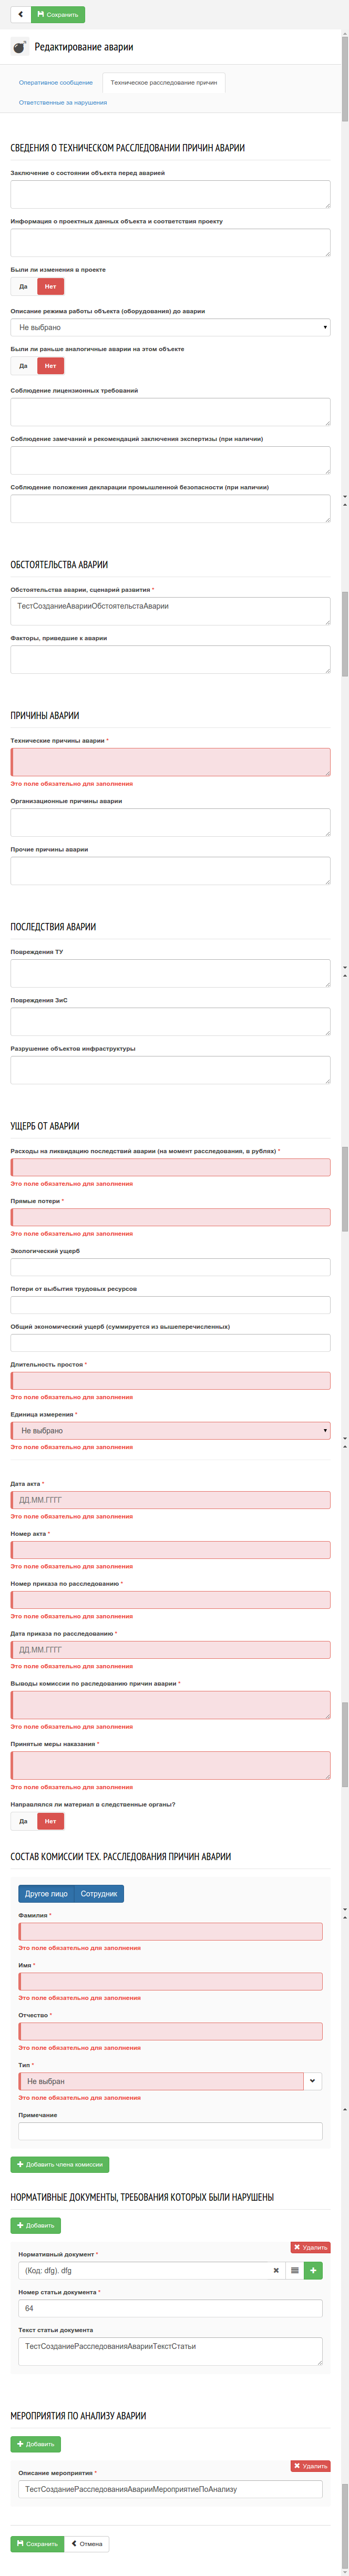 Сохранить
Редактирование аварии
Оперативное сообщение
Техническое расследование причин
Ответственные за нарушения
СВЕДЕНИЯ О ТЕХНИЧЕСКОМ РАССЛЕДОВАНИИ ПРИЧИН АВАРИИ
Заключение о состоянии объекта перед аварией
Информация о проектных данных объекта и соответствия проекту
Были ли изменения в проекте
Да Нет
Описание режима работы объекта (оборудования) до аварии
Не выбрано
Были ли раньше аналогичные аварии на этом объекте
Да Нет
Соблюдение лицензионных требований
Соблюдение замечаний и рекомендаций заключения экспертизы (при наличии)
Соблюдение положения декларации промышленной безопасности (при наличии)
ОБСТОЯТЕЛЬСТВА АВАРИИ
Обстоятельства аварии, сценарий развития *
ТестСозданиеАварииОбстоятельстаАварии
Факторы, приведшие к аварии
ПРИЧИНЫ АВАРИИ
Технические причины аварии *
Это поле обязательно для заполнения
Организационные причины аварии
Прочие причины аварии
ПОСЛЕДСТВИЯ АВАРИИ
Повреждения ТУ
Повреждения ЗиС
Разрушение объектов инфраструктуры
УЩЕРБ ОТ АВАРИИ
Расходы на ликвидацию последствий аварии (на момент расследования, в рублях) *
Это поле обязательно для заполнения
Прямые потери *
Это поле обязательно для заполнения
Экологический ущерб
Потери от выбытия трудовых ресурсов
Общий экономический ущерб (суммируется из вышеперечисленных)
Длительность простоя *
Это поле обязательно для заполнения
Единица измерения *
Не выбрано
Это поле обязательно для заполнения
Дата акта *
ДД.ММ.ГГГГ
Это поле обязательно для заполнения
Номер акта *
Это поле обязательно для заполнения
Номер приказа по расследованию *
Это поле обязательно для заполнения
Дата приказа по расследованию *
ДД.ММ.ГГГГ
Это поле обязательно для заполнения
Выводы комиссии по раследованию причин аварии *
Это поле обязательно для заполнения
Принятые меры наказания *
Это поле обязательно для заполнения
Направлялся ли материал в следственные органы?
Да Нет
СОСТАВ КОМИССИИ ТЕХ. РАССЛЕДОВАНИЯ ПРИЧИН АВАРИИ
Другое лицо Сотрудник
Фамилия *
Это поле обязательно для заполнения
Имя *
Это поле обязательно для заполнения
Отчество *
Это поле обязательно для заполнения
Тип *
Не выбран
Это поле обязательно для заполнения
Примечание
Добавить члена комиссии
НОРМАТИВНЫЕ ДОКУМЕНТЫ, ТРЕБОВАНИЯ КОТОРЫХ БЫЛИ НАРУШЕНЫ
Добавить
Удалить
Нормативный документ *
(Код: dfg). dfg
Номер статьи документа *
64
Текст статьи документа
ТестСозданиеРасследованияАварииТекстСтатьи
МЕРОПРИЯТИЯ ПО АНАЛИЗУ АВАРИИ
Добавить
Удалить
Описание мероприятия *
ТестСозданиеРасследованияАварииМероприятиеПоАнализу
Сохранить Отмена